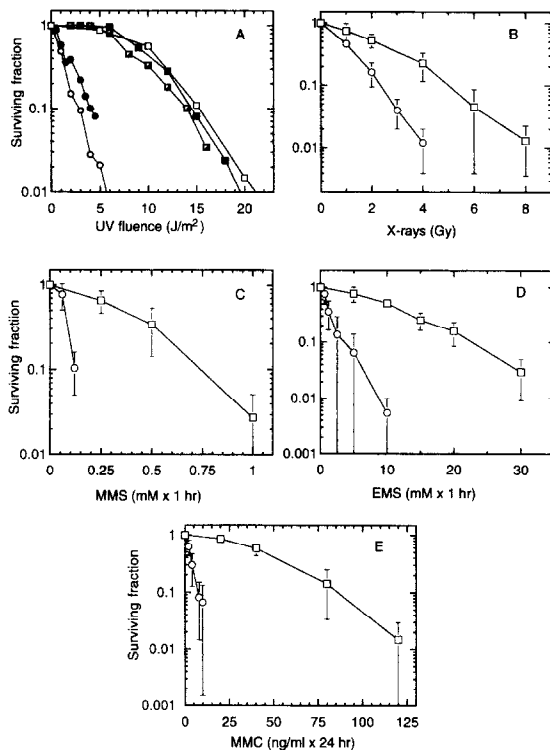 A
Surviving fraction
1
0.1
0.01
0 5 10 15 20
UV fluence (J/m²)
B
1
0.1
0.01
0 2 4 6 8
X-rays (Gy)
C
Surviving fraction
1
0.1
0.01
0 0.25 0.5 0.75 1
MMS (mM x 1 hr)
D
1
0.1
0.01
0.001
0 10 20 30
EMS (mM x 1 hr)
E
Surviving fraction
1
0.1
0.01
0.001
0 25 50 75 100 125
MMC (ng/ml x 24 hr)